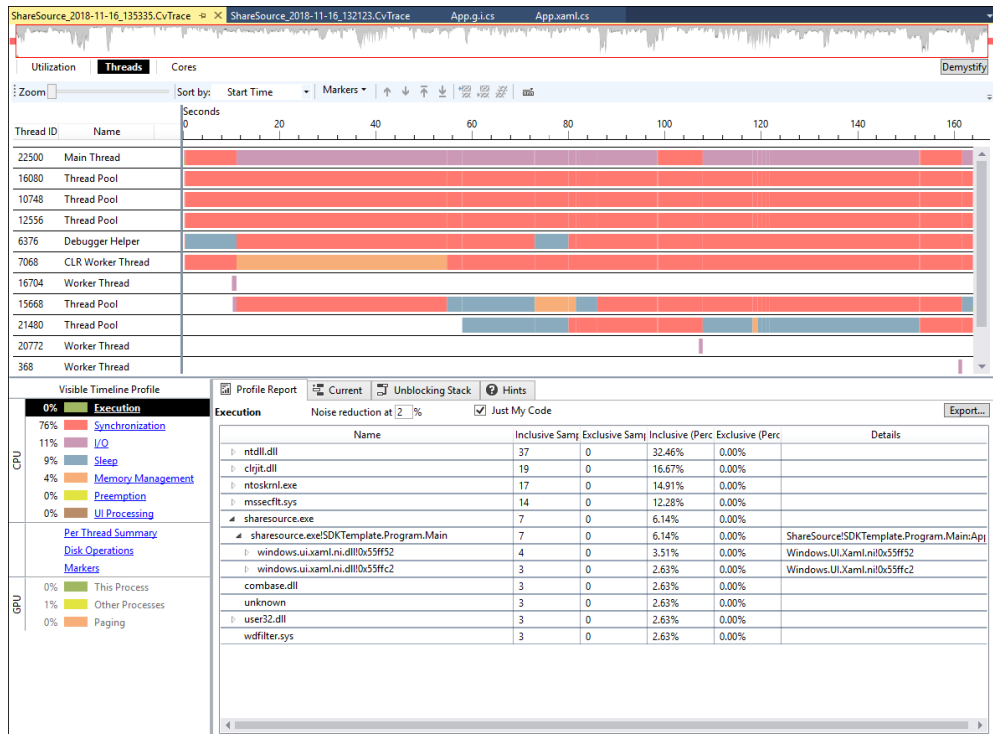 ShareSource_2018-11-16_135335.CvTrace ShareSource_2018-11-16_132123.CvTrace App.g.i.cs App.xaml.cs
Utilization Threads Cores Demystify
Zoom Sort by: Start Time Markers
Seconds
Thread ID Name 0 20 40 60 80 100 120 140 160
22500 Main Thread
16080 Thread Pool
10748 Thread Pool
12556 Thread Pool
6376 Debugger Helper
7068 CLR Worker Thread
16704 Worker Thread
15668 Thread Pool
21480 Thread Pool
20772 Worker Thread
368 Worker Thread
Visible Timeline Profile
CPU
0% Execution
76% Synchronization
11% I/O
9% Sleep
4% Memory Management
0% Preemption
0% UI Processing
Per Thread Summary
Disk Operations
Markers
GPU
0% This Process
1% Other Processes
0% Paging
Profile Report Current Unblocking Stack Hints
Execution Noise reduction at 2 % Just My Code Export...
Name Inclusive Samp Exclusive Samp Inclusive (Perc Exclusive (Perc Details
ntdll.dll 37 0 32.46% 0.00%
clrjit.dll 19 0 16.67% 0.00%
ntoskrnl.exe 17 0 14.91% 0.00%
mssecflt.sys 14 0 12.28% 0.00%
sharesource.exe 7 0 6.14% 0.00%
sharesource.exe!SDKTemplate.Program.Main 7 0 6.14% 0.00% ShareSource!SDKTemplate.Program.Main:App
windows.ui.xaml.ni.dll!0x55ff52 4 0 3.51% 0.00% Windows.UI.Xaml.ni!0x55ff52
windows.ui.xaml.ni.dll!0x55ffc2 3 0 2.63% 0.00% Windows.UI.Xaml.ni!0x55ffc2
combase.dll 3 0 2.63% 0.00%
unknown 3 0 2.63% 0.00%
user32.dll 3 0 2.63% 0.00%
wdfilter.sys 3 0 2.63% 0.00%